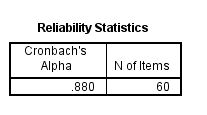 Reliability Statistics
Cronbach's
Alpha N of Items
.880 60